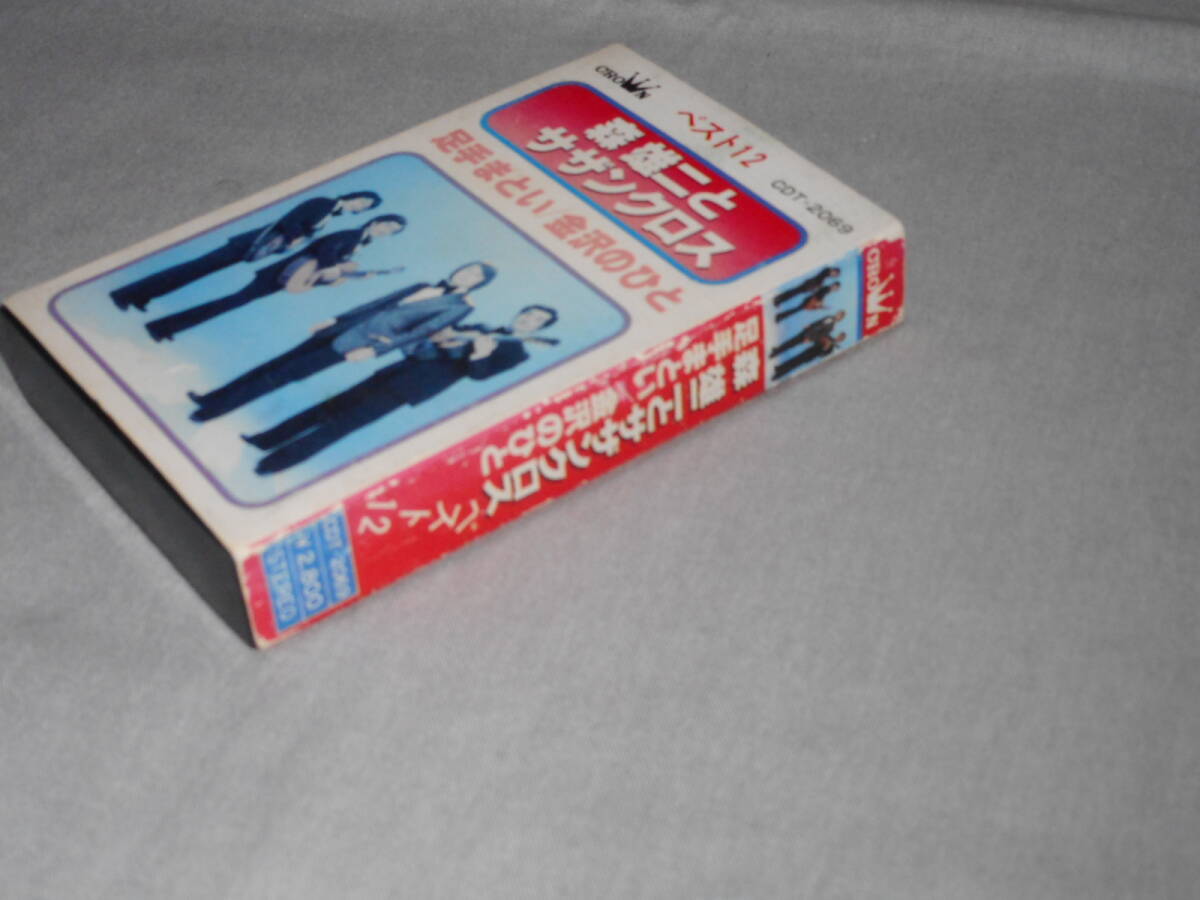 CROWN
ベスト12
CDT-2069
森 雄二と
サザンクロス
足手まとい/金沢のひと
CROWN
森 雄二とサザンクロス ベスト12
足手まとい/金沢のひと
CDT-2069
¥2,800
STEREO